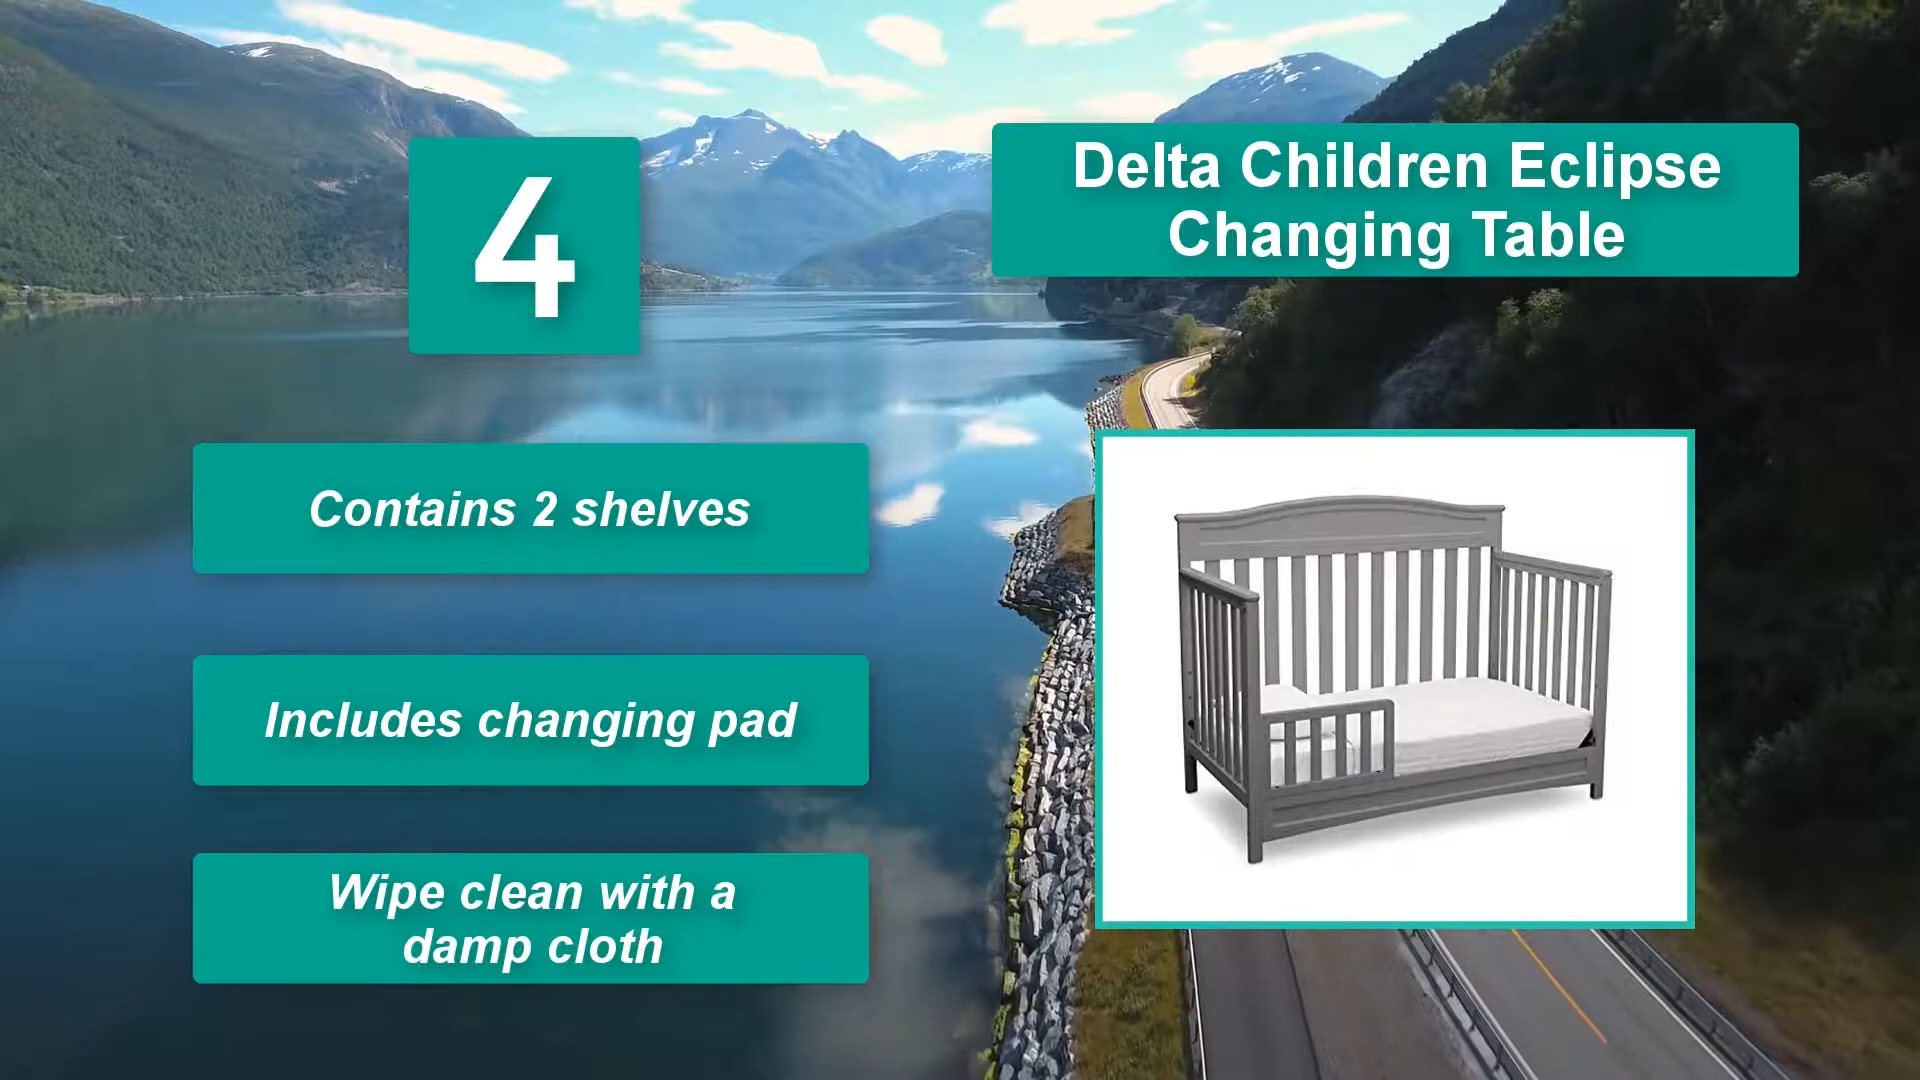 4
Delta Children Eclipse
Changing Table
Contains 2 shelves
Includes changing pad
Wipe clean with a
damp cloth